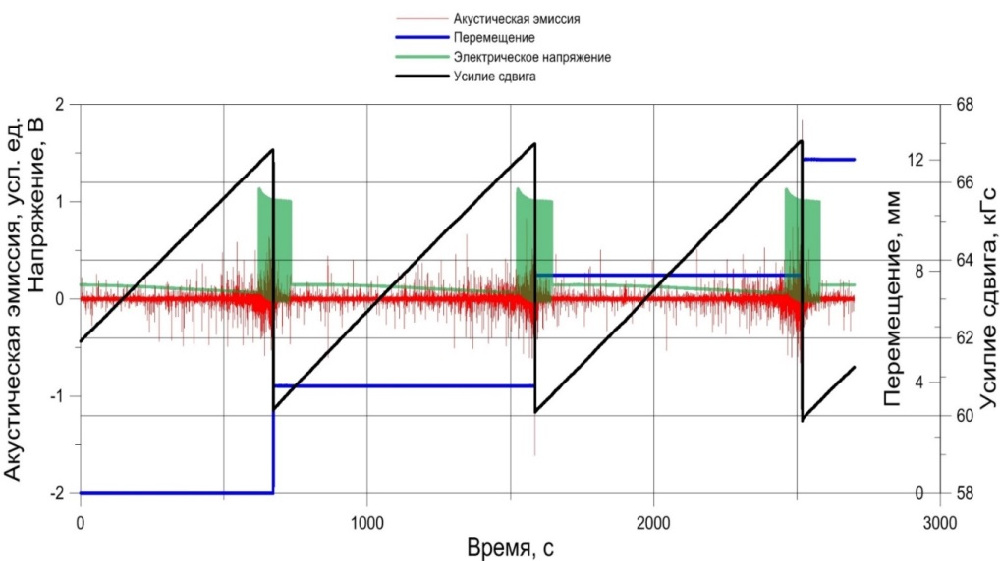 Акустическая эмиссия
Перемещение
Электрическое напряжение
Усилие сдвига
Акустическая эмиссия, усл. ед.
Напряжение, В
2
1
0
-1
-2
0
1000
2000
3000
Время, с
12
8
4
0
Перемещение, мм
68
66
64
62
60
58
Усилие сдвига, кГс